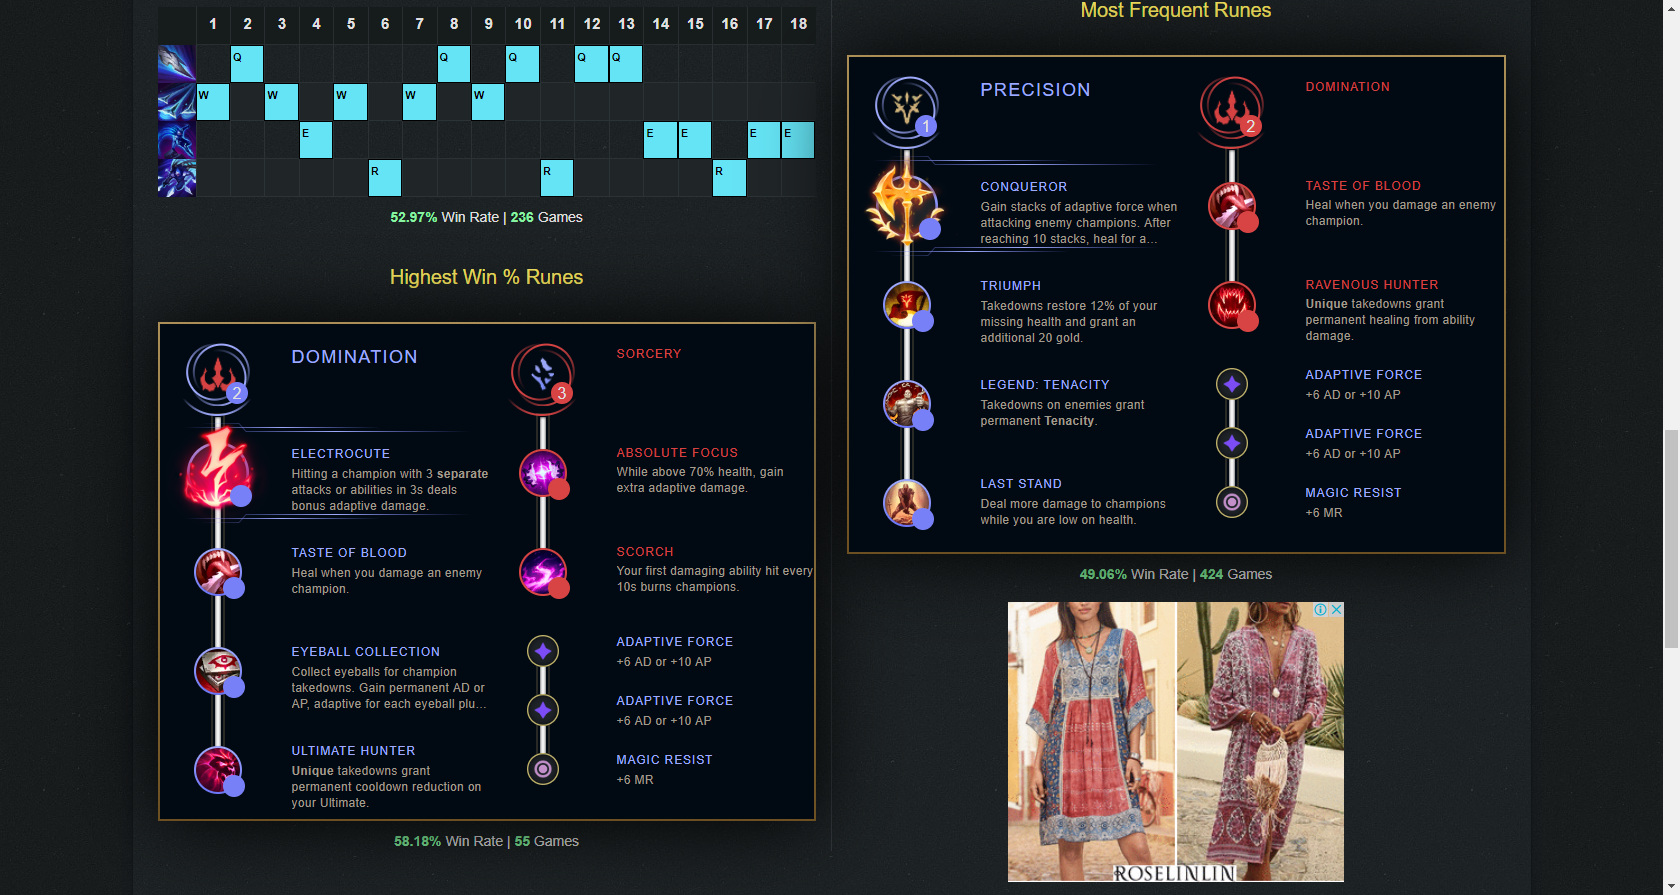 1 2 3 4 5 6 7 8 9 10 11 12 13 14 15 16 17 18
Q Q Q Q Q
W W W W W
E E E E E
R R R
52.97% Win Rate | 236 Games
Highest Win % Runes
2
DOMINATION
3
SORCERY
ELECTROCUTE
Hitting a champion with 3 separate
attacks or abilities in 3s deals
bonus adaptive damage.
ABSOLUTE FOCUS
While above 70% health, gain
extra adaptive damage.
TASTE OF BLOOD
Heal when you damage an enemy
champion.
SCORCH
Your first damaging ability hit every
10s burns champions.
EYEBALL COLLECTION
Collect eyeballs for champion
takedowns. Gain permanent AD or
AP, adaptive for each eyeball plu...
ADAPTIVE FORCE
+6 AD or +10 AP
ADAPTIVE FORCE
+6 AD or +10 AP
ULTIMATE HUNTER
Unique takedowns grant
permanent cooldown reduction on
your Ultimate.
MAGIC RESIST
+6 MR
58.18% Win Rate | 55 Games
Most Frequent Runes
1
PRECISION
2
DOMINATION
CONQUEROR
Gain stacks of adaptive force when
attacking enemy champions. After
reaching 10 stacks, heal for a...
TASTE OF BLOOD
Heal when you damage an enemy
champion.
TRIUMPH
Takedowns restore 12% of your
missing health and grant an
additional 20 gold.
RAVENOUS HUNTER
Unique takedowns grant
permanent healing from ability
damage.
LEGEND: TENACITY
Takedowns on enemies grant
permanent Tenacity.
ADAPTIVE FORCE
+6 AD or +10 AP
ADAPTIVE FORCE
+6 AD or +10 AP
LAST STAND
Deal more damage to champions
while you are low on health.
MAGIC RESIST
+6 MR
49.06% Win Rate | 424 Games
ROSELINLIN